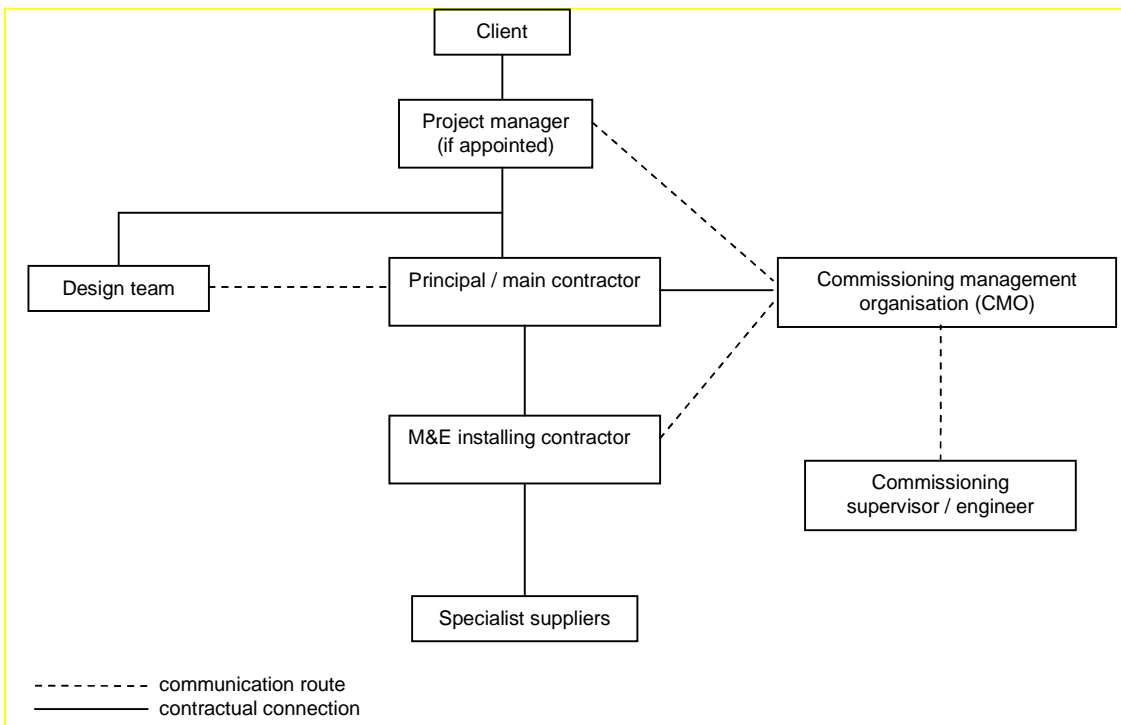 Client
Project manager
(if appointed)
Design team
Principal / main contractor
Commissioning management
organisation (CMO)
M&E installing contractor
Commissioning
supervisor / engineer
Specialist suppliers
communication route
contractual connection